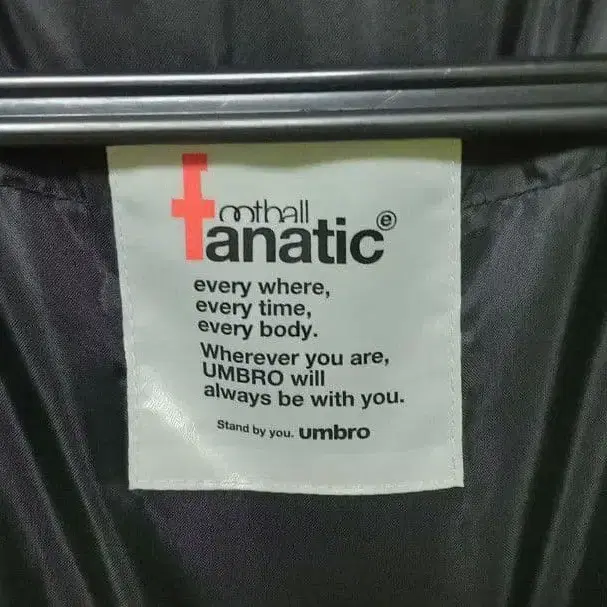 football
fanatic ⓔ
every where,
every time,
every body.
Wherever you are,
UMBRO will
always be with you.
Stand by you. umbro